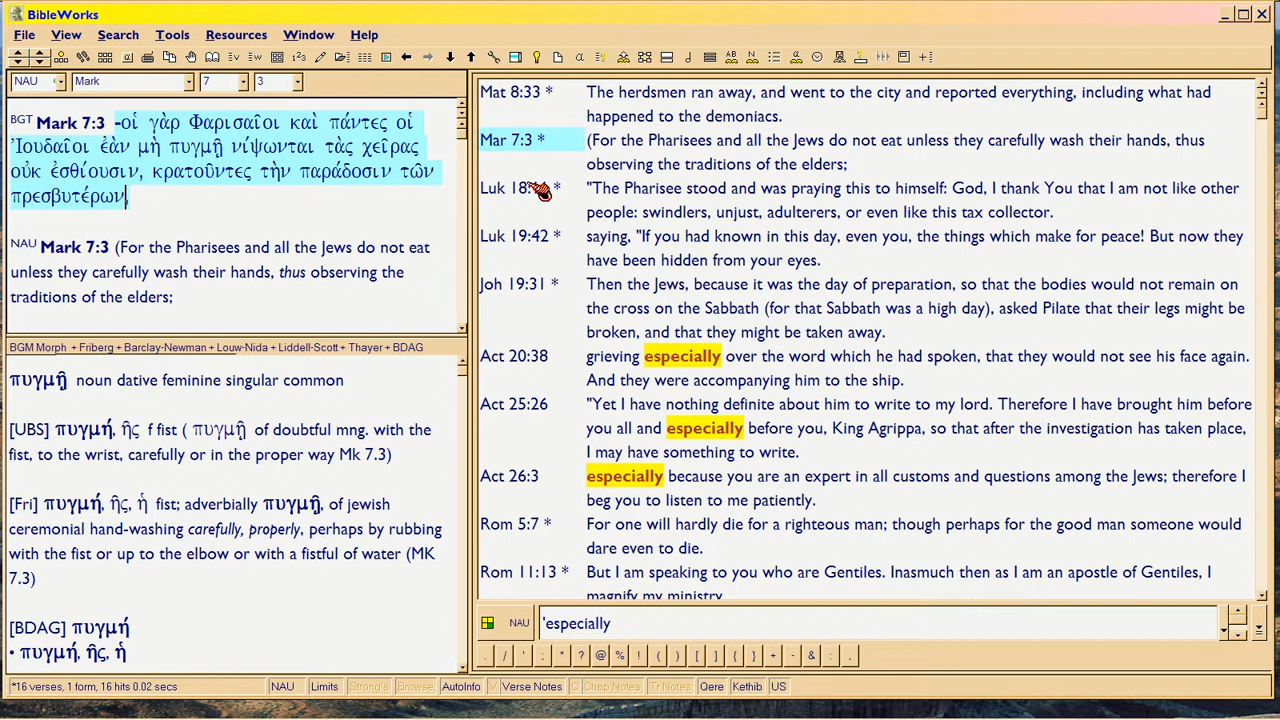 BibleWorks
File View Search Tools Resources Window Help
NAU Mark 7 3
BGT Mark 7:3 -οἱ γὰρ Φαρισαῖοι καὶ πάντες οἱ
Ἰουδαῖοι ἐὰν μὴ πυγμῇ νίψωνται τὰς χεῖρας
οὐκ ἐσθίουσιν, κρατοῦντες τὴν παράδοσιν τῶν
πρεσβυτέρων,
NAU Mark 7:3 (For the Pharisees and all the Jews do not eat
unless they carefully wash their hands, thus observing the
traditions of the elders;
BGM Morph + Friberg + Barclay-Newman + Louw-Nida + Liddell-Scott + Thayer + BDAG
πυγμῇ noun dative feminine singular common
[UBS] πυγμή, ῆς f fist ( πυγμῇ of doubtful mng. with the
fist, to the wrist, carefully or in the proper way Mk 7.3)
[Fri] πυγμή, ῆς, ἡ fist; adverbially πυγμῇ, of jewish
ceremonial hand-washing carefully, properly, perhaps by rubbing
with the fist or up to the elbow or with a fistful of water (MK
7.3)
[BDAG] πυγμή
• πυγμή, ῆς, ἡ
Mat 8:33 * The herdsmen ran away, and went to the city and reported everything, including what had
happened to the demoniacs.
Mar 7:3 * (For the Pharisees and all the Jews do not eat unless they carefully wash their hands, thus
observing the traditions of the elders;
Luk * "The Pharisee stood and was praying this to himself: God, I thank You that I am not like other
people: swindlers, unjust, adulterers, or even like this tax collector.
Luk 19:42 * saying, "If you had known in this day, even you, the things which make for peace! But now they
have been hidden from your eyes.
Joh 19:31 * Then the Jews, because it was the day of preparation, so that the bodies would not remain on
the cross on the Sabbath (for that Sabbath was a high day), asked Pilate that their legs might be
broken, and that they might be taken away.
Act 20:38 grieving especially over the word which he had spoken, that they would not see his face again.
And they were accompanying him to the ship.
Act 25:26 "Yet I have nothing definite about him to write to my lord. Therefore I have brought him before
you all and especially before you, King Agrippa, so that after the investigation has taken place,
I may have something to write.
Act 26:3 especially because you are an expert in all customs and questions among the Jews; therefore I
beg you to listen to me patiently.
Rom 5:7 * For one will hardly die for a righteous man; though perhaps for the good man someone would
dare even to die.
Rom 11:13 * But I am speaking to you who are Gentiles. Inasmuch then as I am an apostle of Gentiles, I
magnify my ministry
NAU 'especially
. / ' ; * ? @ % ! ( ) [ ] { } + - & : .
*16 verses, 1 form, 16 hits 0.02 secs NAU Limits Strong's Browse AutoInfo V Verse Notes C Chap Notes Tr Notes Qere Kethib US